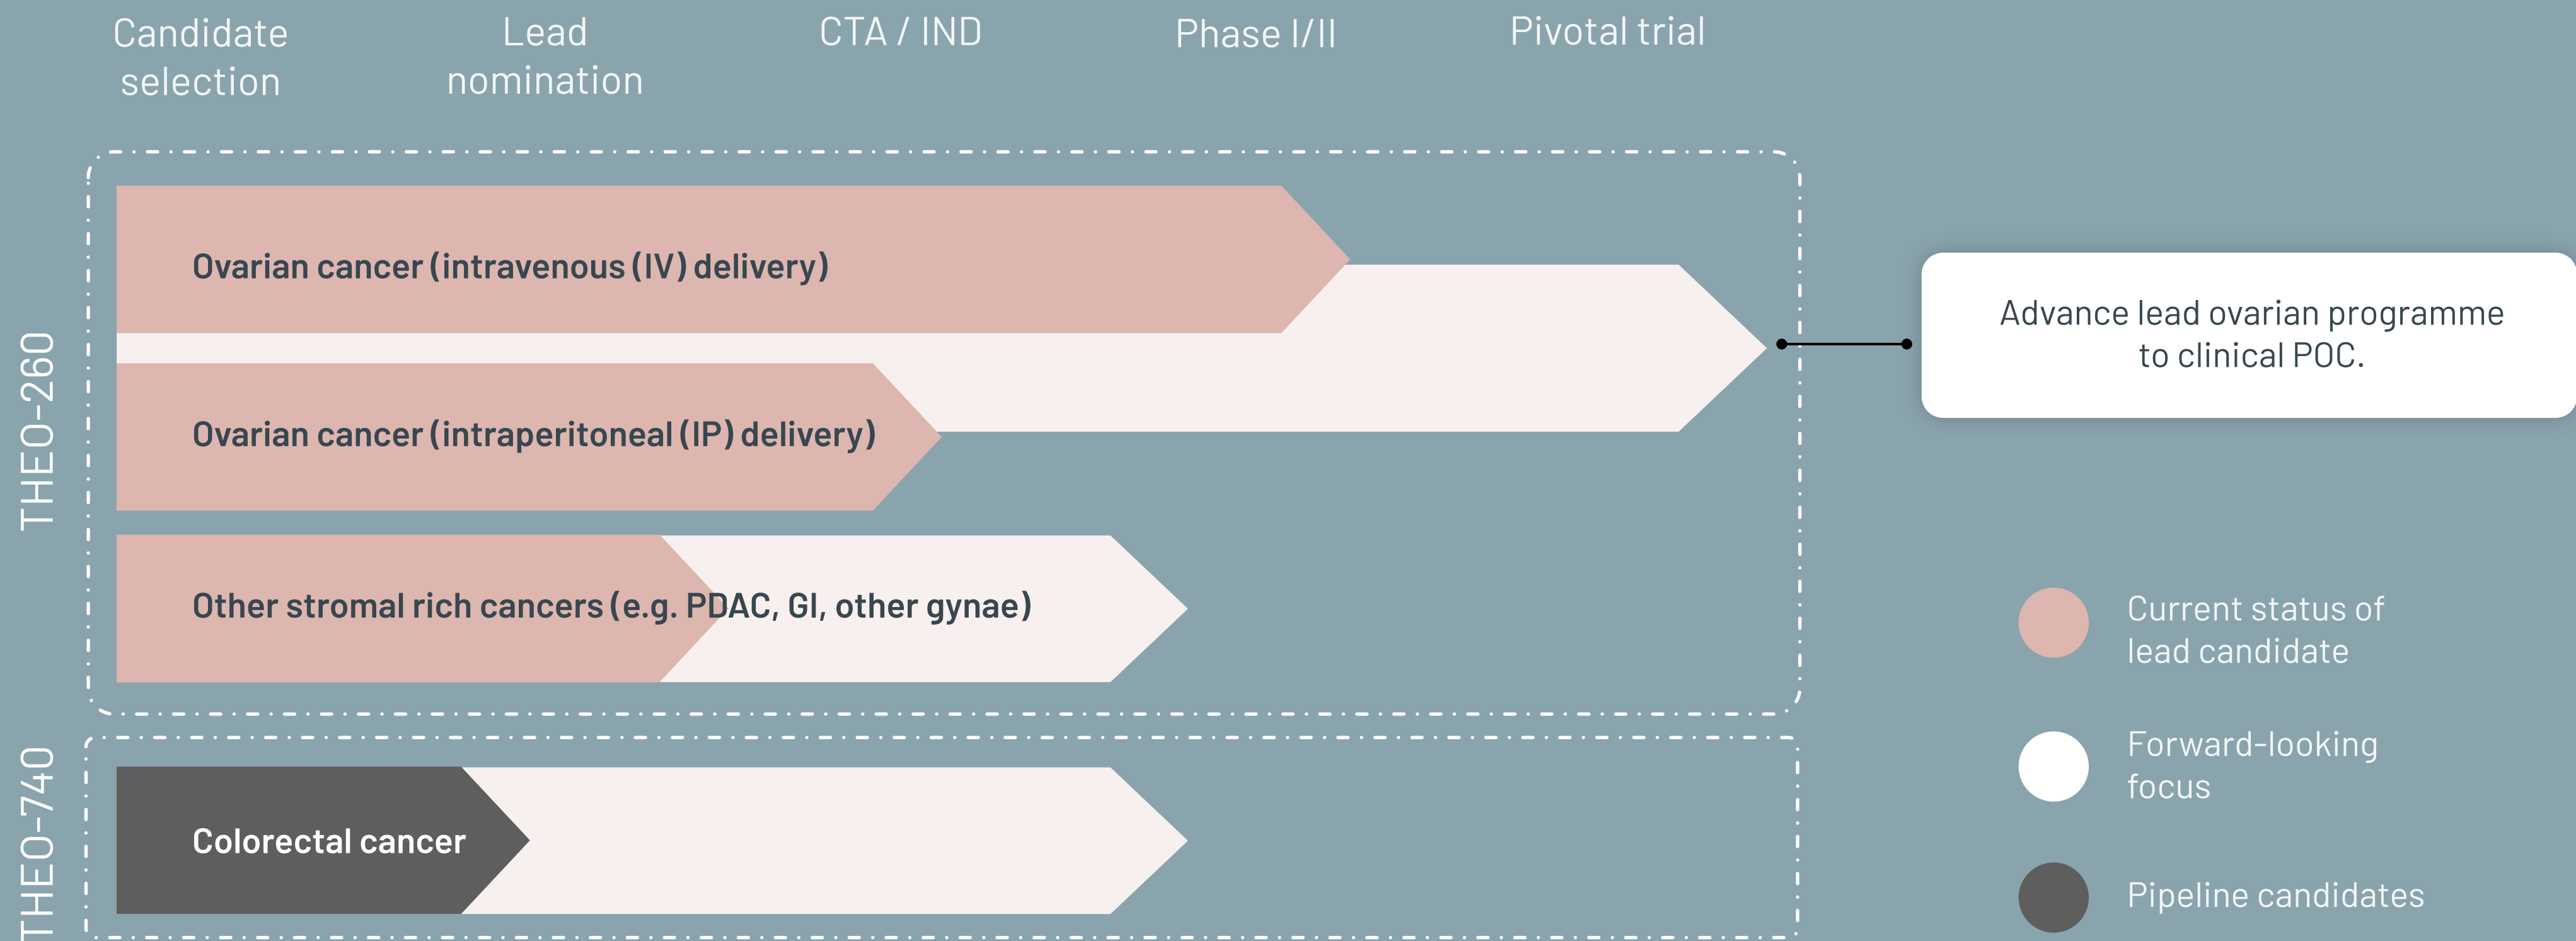 Candidate
selection
Lead
nomination
CTA / IND
Phase I/II
Pivotal trial
THEO-260
Ovarian cancer (intravenous (IV) delivery)
Ovarian cancer (intraperitoneal (IP) delivery)
Other stromal rich cancers (e.g. PDAC, GI, other gynae)
Advance lead ovarian programme
to clinical POC.
THEO-740
Colorectal cancer
Current status of
lead candidate
Forward-looking
focus
Pipeline candidates